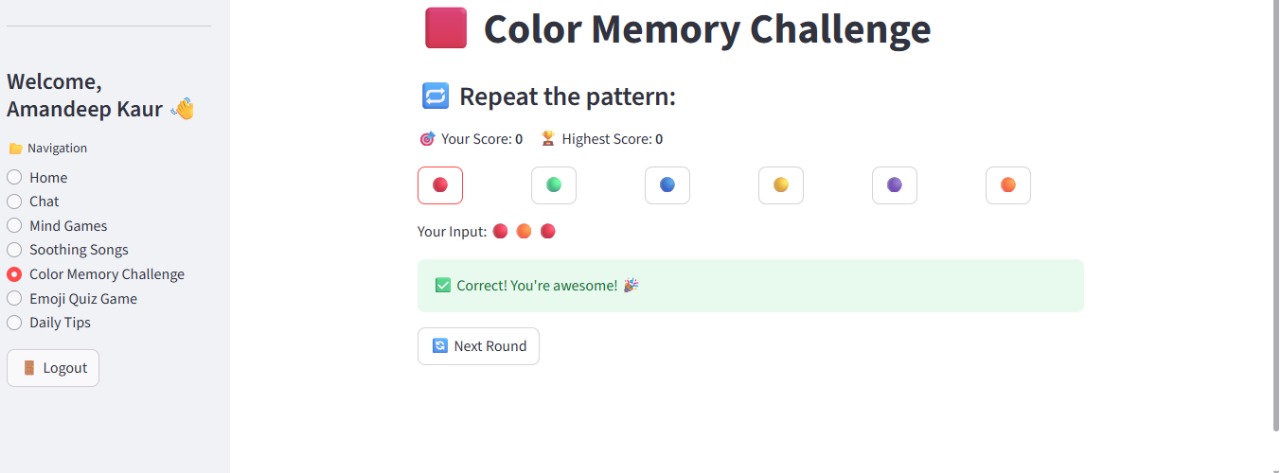 Welcome,
Amandeep Kaur 👋
📂 Navigation
Home
Chat
Mind Games
Soothing Songs
Color Memory Challenge
Emoji Quiz Game
Daily Tips
🚪 Logout
🟥 Color Memory Challenge
🔁 Repeat the pattern:
🎯 Your Score: 0 🏆 Highest Score: 0
🔴 🟢 🔵 🟡 🟣 🟠
Your Input: 🔴 🟠 🔴
✅ Correct! You're awesome! 🎉
🔄 Next Round